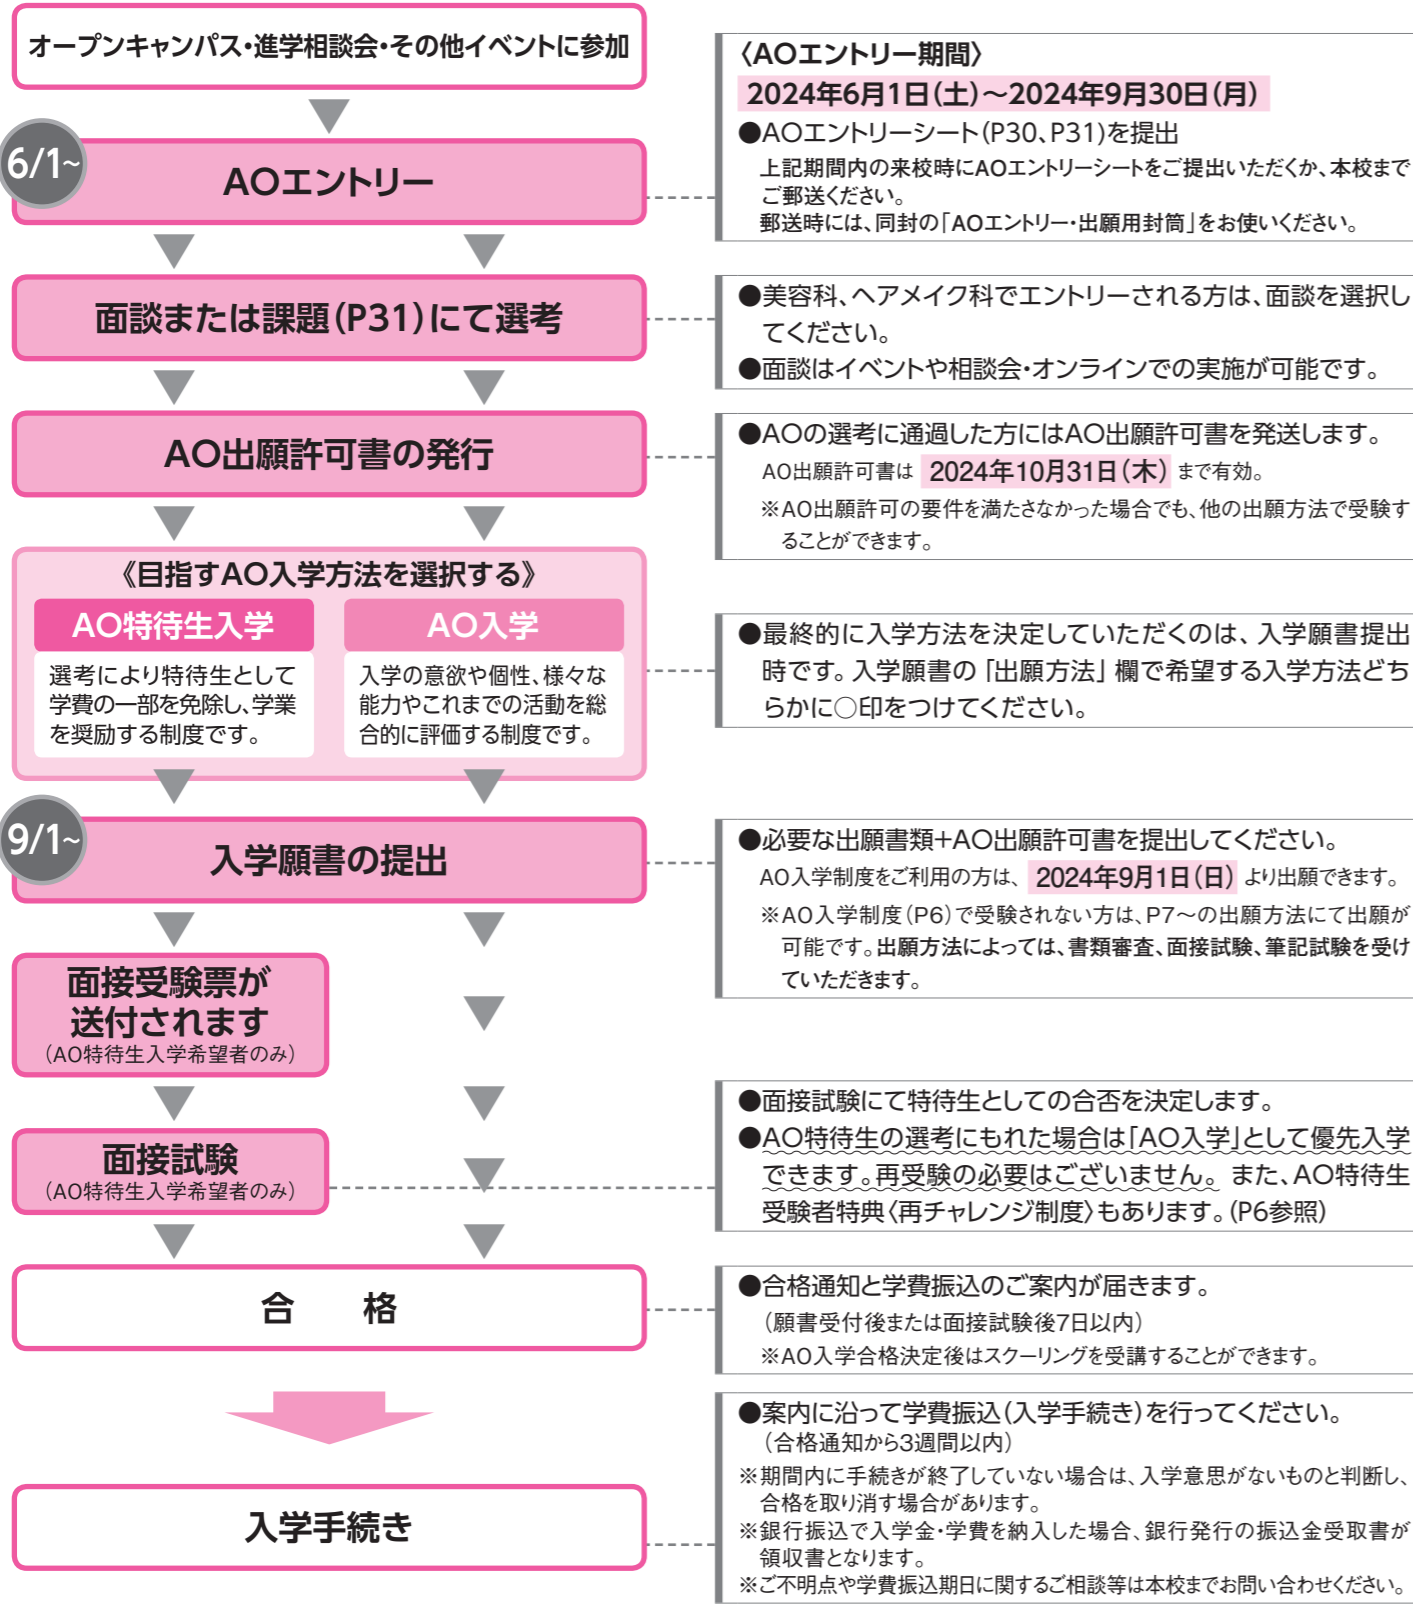 オープンキャンパス・進学相談会・その他イベントに参加
6/1~
AOエントリー
〈AOエントリー期間〉
2024年6月1日(土)～2024年9月30日(月)
●AOエントリーシート(P30、P31)を提出
上記期間内の来校時にAOエントリーシートをご提出いただくか、本校まで
ご郵送ください。
郵送時には、同封の「AOエントリー・出願用封筒」をお使いください。
面談または課題(P31)にて選考
●美容科、ヘアメイク科でエントリーされる方は、面談を選択し
てください。
●面談はイベントや相談会・オンラインでの実施が可能です。
AO出願許可書の発行
●AOの選考に通過した方にはAO出願許可書を発送します。
AO出願許可書は 2024年10月31日(木) まで有効。
※AO出願許可の要件を満たさなかった場合でも、他の出願方法で受験す
ることができます。
《目指すAO入学方法を選択する》
AO特待生入学
選考により特待生として
学費の一部を免除し、学業
を奨励する制度です。
AO入学
入学の意欲や個性、様々な
能力やこれまでの活動を総
合的に評価する制度です。
●最終的に入学方法を決定していただくのは、入学願書提出
時です。入学願書の「出願方法」欄で希望する入学方法どち
らかに○印をつけてください。
9/1~
入学願書の提出
●必要な出願書類+AO出願許可書を提出してください。
AO入学制度をご利用の方は、 2024年9月1日(日) より出願できます。
※AO入学制度(P6)で受験されない方は、P7～の出願方法にて出願が
可能です。出願方法によっては、書類審査、面接試験、筆記試験を受け
ていただきます。
面接受験票が
送付されます
(AO特待生入学希望者のみ)
面接試験
(AO特待生入学希望者のみ)
●面接試験にて特待生としての合否を決定します。
●AO特待生の選考にもれた場合は「AO入学」として優先入学
できます。再受験の必要はございません。また、AO特待生
受験者特典〈再チャレンジ制度〉もあります。(P6参照)
合　格
●合格通知と学費振込のご案内が届きます。
(願書受付後または面接試験後7日以内)
※AO入学合格決定後はスクーリングを受講することができます。
入学手続き
●案内に沿って学費振込(入学手続き)を行ってください。
(合格通知から3週間以内)
※期間内に手続きが終了していない場合は、入学意思がないものと判断し、
合格を取り消す場合があります。
※銀行振込で入学金・学費を納入した場合、銀行発行の振込金受取書が
領収書となります。
※ご不明点や学費振込期日に関するご相談等は本校までお問い合わせください。